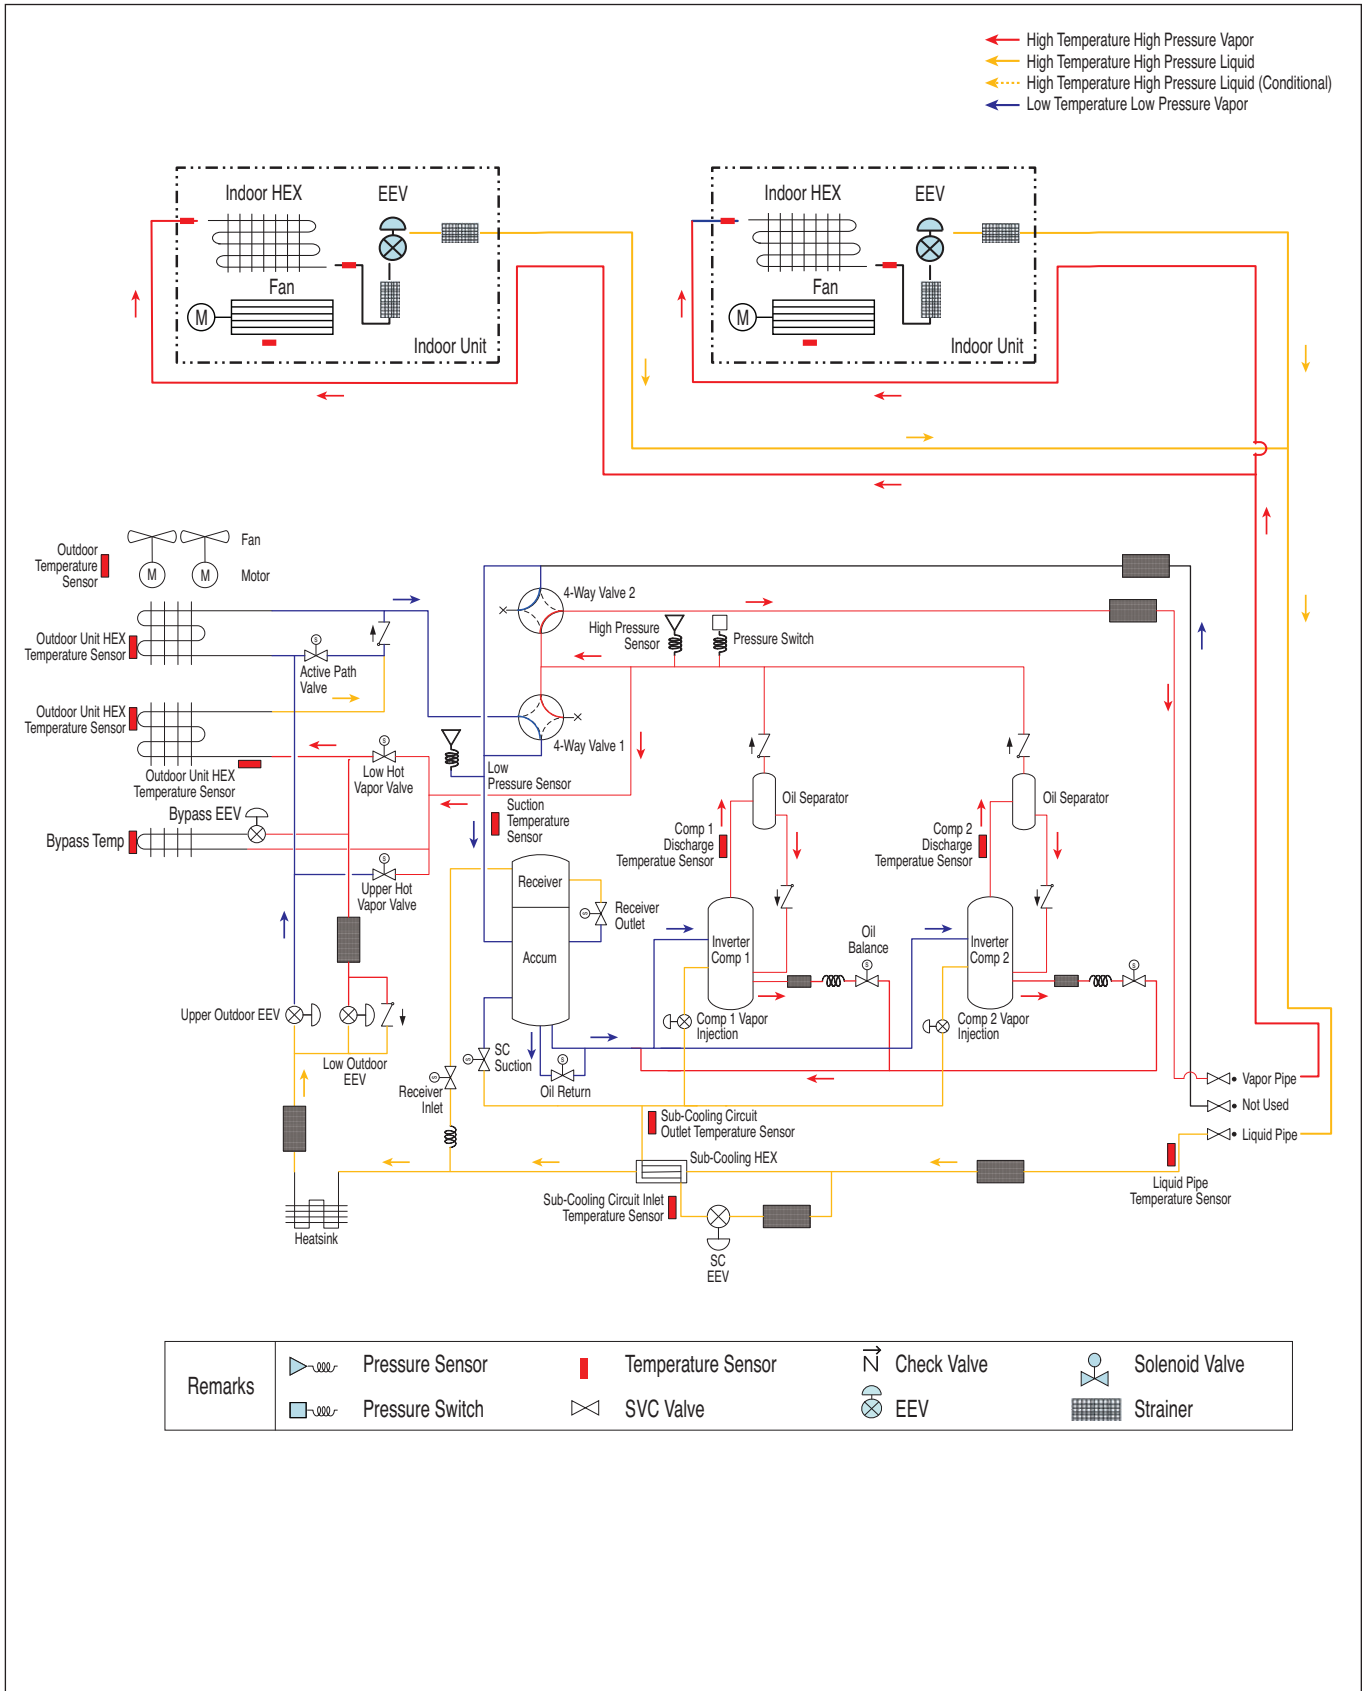 High Temperature High Pressure Vapor
High Temperature High Pressure Liquid
High Temperature High Pressure Liquid (Conditional)
Low Temperature Low Pressure Vapor
Indoor HEX
EEV
Fan
M
Indoor Unit
Indoor HEX
EEV
Fan
M
Indoor Unit
Outdoor
Temperature
Sensor
Fan
M
M
Motor
Outdoor Unit HEX
Temperature Sensor
S
Active Path
Valve
4-Way Valve 2
High Pressure
Sensor
Pressure Switch
Outdoor Unit HEX
Temperature Sensor
4-Way Valve 1
Outdoor Unit HEX
Temperature Sensor
S
Low Hot
Vapor Valve
Low
Pressure Sensor
Bypass EEV
Bypass Temp
Suction
Temperature
Sensor
Oil Separator
Oil Separator
Comp 1
Discharge
Temperatue Sensor
Comp 2
Discharge
Temperatue Sensor
S
Upper Hot
Vapor Valve
Receiver
S
Receiver
Outlet
Accum
Inverter
Comp 1
Oil
Balance
S
Inverter
Comp 2
S
Upper Outdoor EEV
Low Outdoor
EEV
Comp 1 Vapor
Injection
Comp 2 Vapor
Injection
S
SC
Suction
S
Oil Return
S
Receiver
Inlet
Vapor Pipe
Not Used
Liquid Pipe
Sub-Cooling Circuit
Outlet Temperature Sensor
Sub-Cooling HEX
Sub-Cooling Circuit Inlet
Temperature Sensor
Liquid Pipe
Temperature Sensor
Heatsink
SC
EEV
Remarks
Pressure Sensor
Temperature Sensor
Check Valve
Solenoid Valve
Pressure Switch
SVC Valve
EEV
Strainer